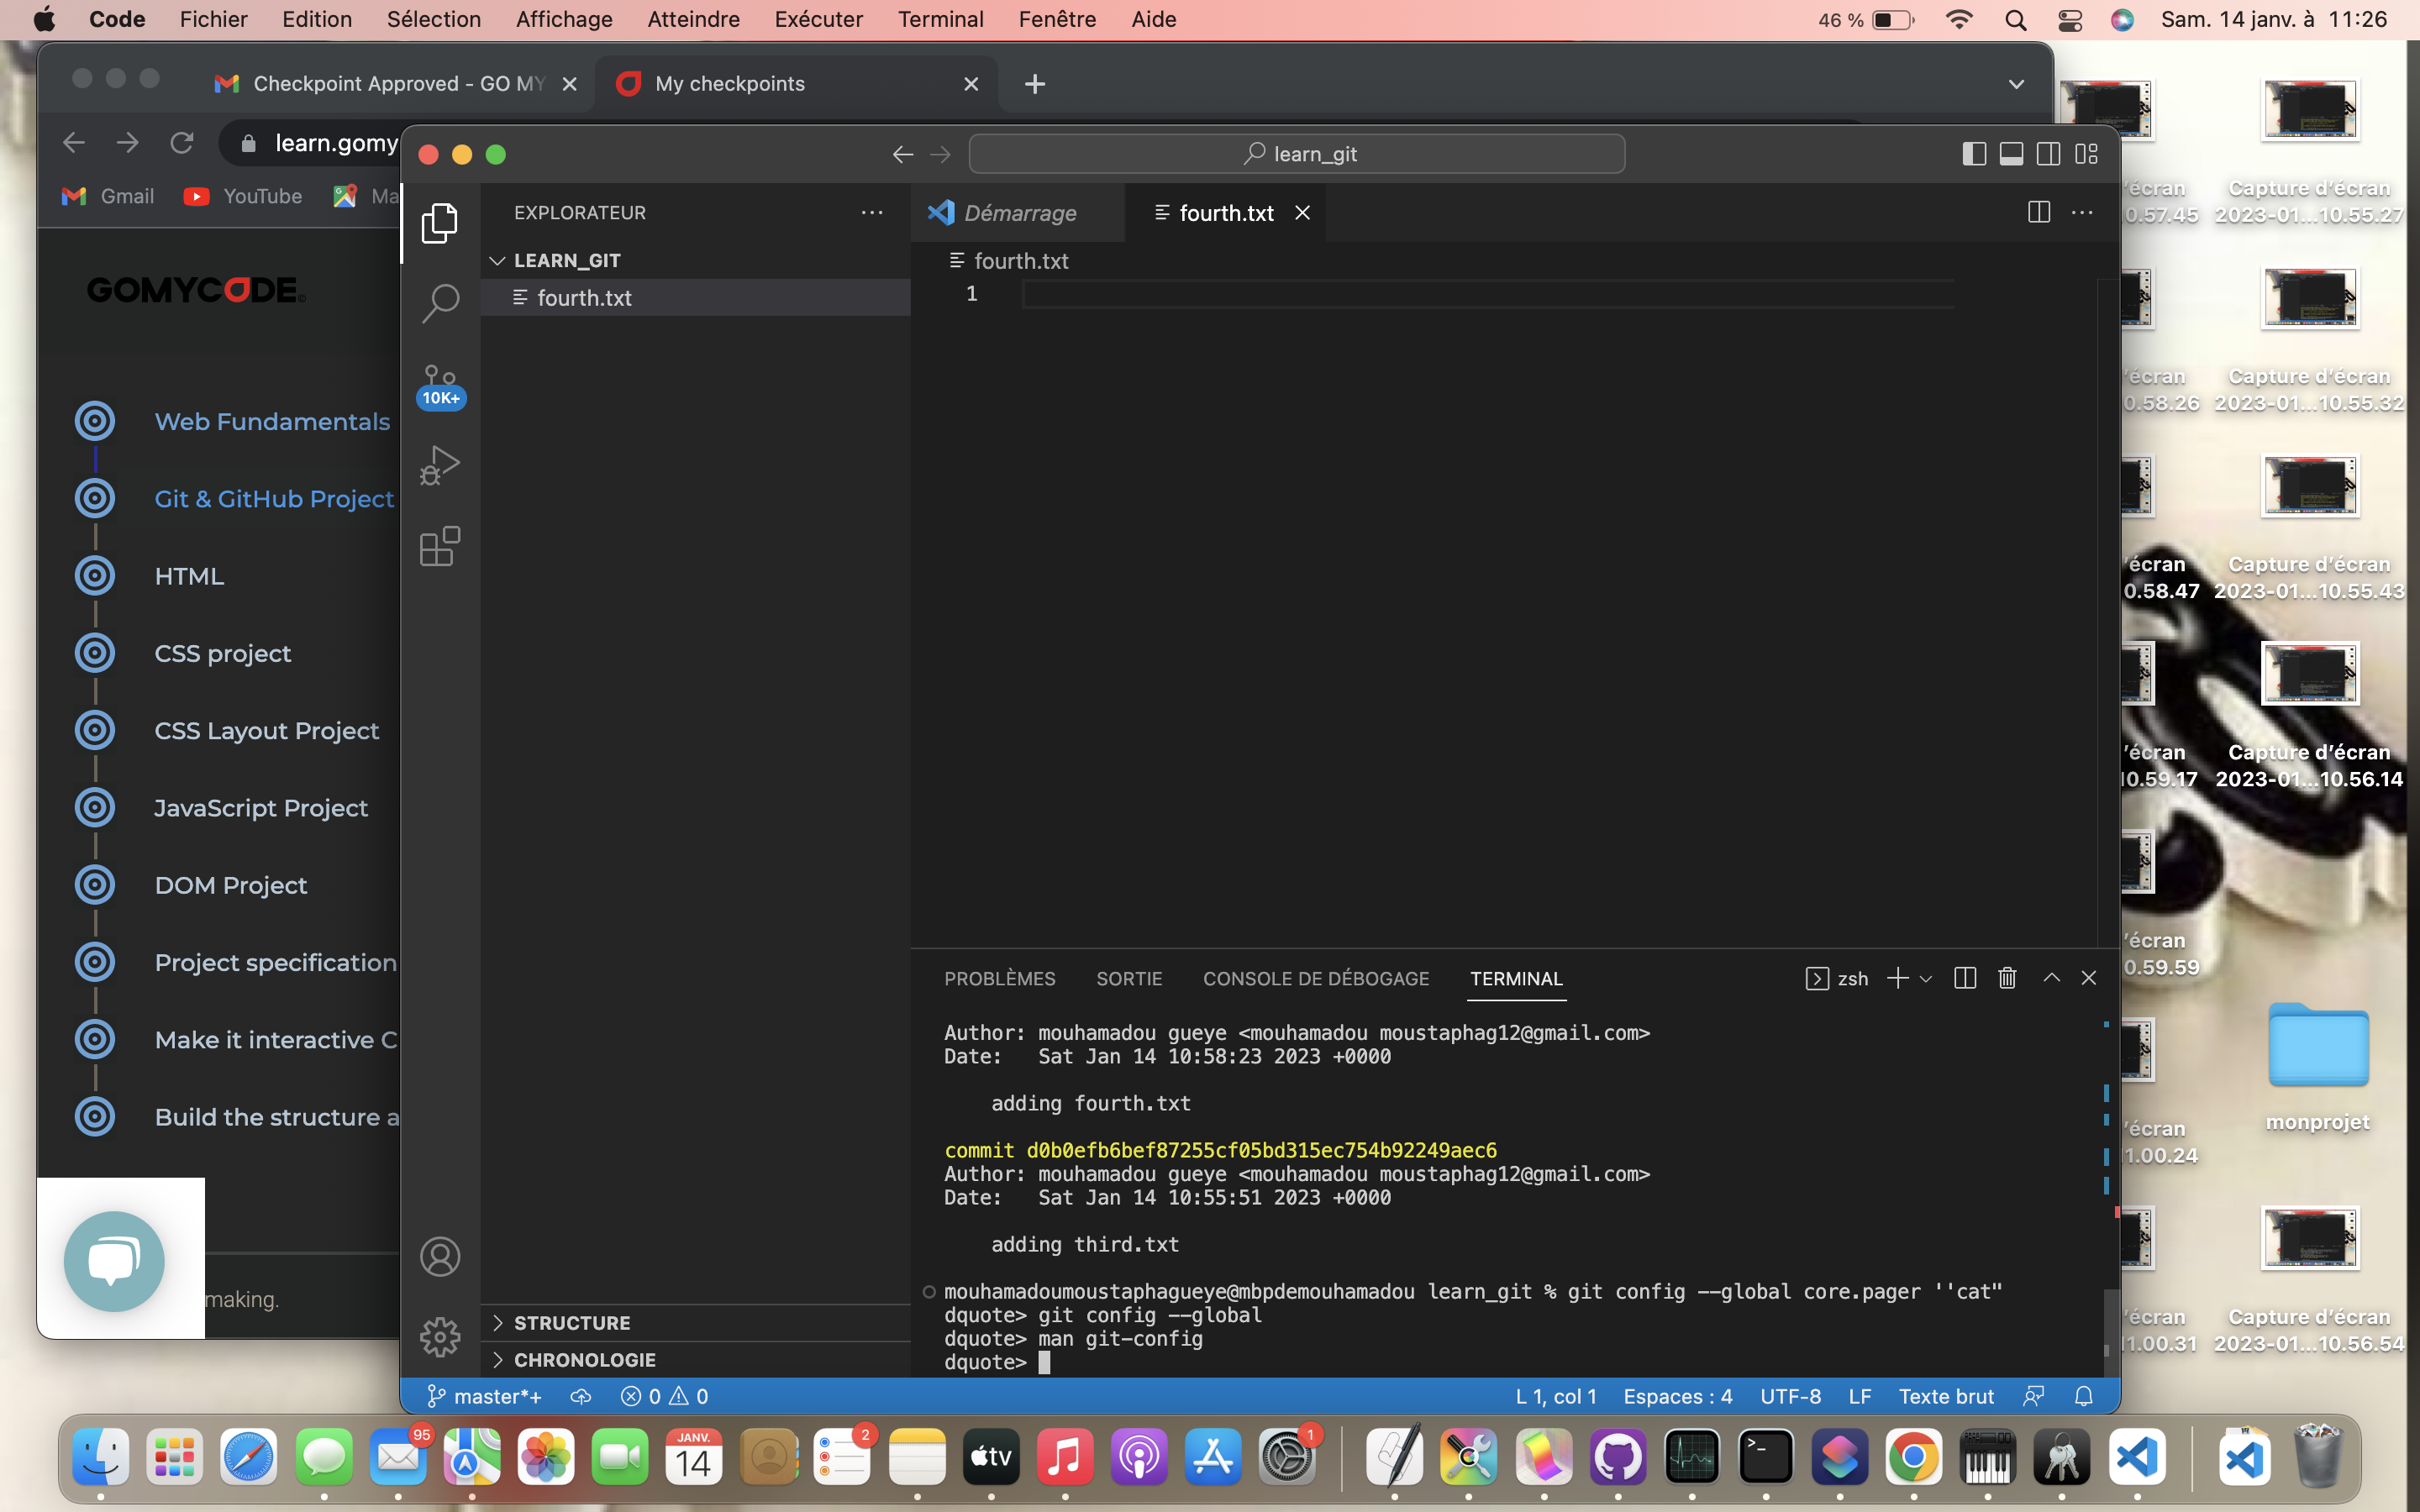 Code Fichier Edition Sélection Affichage Atteindre Exécuter Terminal Fenêtre Aide 46 % Sam. 14 janv. à 11:26
Checkpoint Approved - GO MY
My checkpoints
learn.gomy
learn_git
Gmail YouTube Ma
EXPLORATEUR
Démarrage
fourth.txt
LEARN_GIT
fourth.txt
fourth.txt
1
GOMYCODE
10K+
Web Fundamentals
Git & GitHub Project
HTML
CSS project
CSS Layout Project
JavaScript Project
DOM Project
Project specification
Make it interactive C
Build the structure a
making.
STRUCTURE
CHRONOLOGIE
PROBLÈMES SORTIE CONSOLE DE DÉBOGAGE TERMINAL zsh
Author: mouhamadou gueye <mouhamadou moustaphag12@gmail.com>
Date: Sat Jan 14 10:58:23 2023 +0000
adding fourth.txt
commit d0b0efb6bef87255cf05bd315ec754b92249aec6
Author: mouhamadou gueye <mouhamadou moustaphag12@gmail.com>
Date: Sat Jan 14 10:55:51 2023 +0000
adding third.txt
mouhamadoumoustaphagueye@mbpdemouhamadou learn_git % git config --global core.pager ''cat"
dquote> git config --global
dquote> man git-config
dquote>
master*+ 0 0 L 1, col 1 Espaces : 4 UTF-8 LF Texte brut
'écran
0.57.45
Capture d'écran
2023-01...10.55.27
'écran
0.58.26
Capture d'écran
2023-01...10.55.32
'écran
0.58.47
Capture d'écran
2023-01...10.55.43
'écran
10.59.17
Capture d'écran
2023-01...10.56.14
'écran
0.59.59
monprojet
'écran
1.00.24
'écran
11.00.31
Capture d'écran
2023-01...10.56.54
95
JANV.
14
2
tv
1